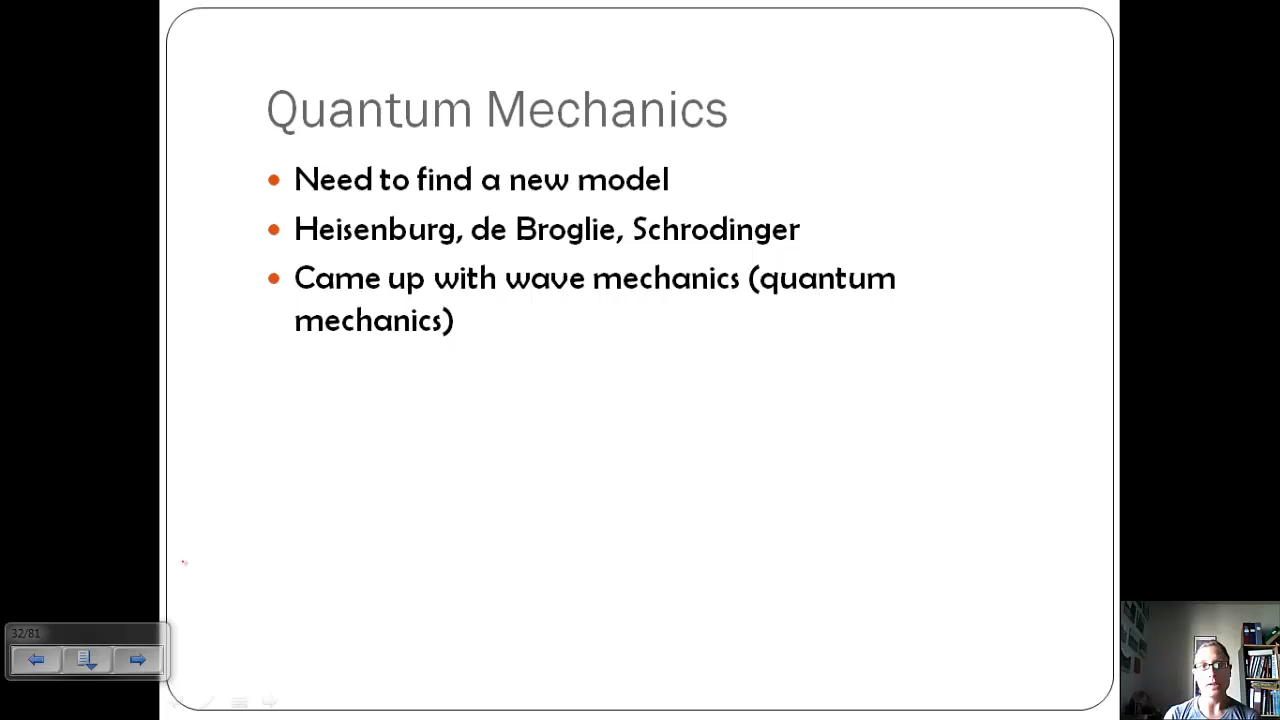 Quantum Mechanics
Need to find a new model
Heisenburg, de Broglie, Schrodinger
Came up with wave mechanics (quantum
mechanics)
32/81